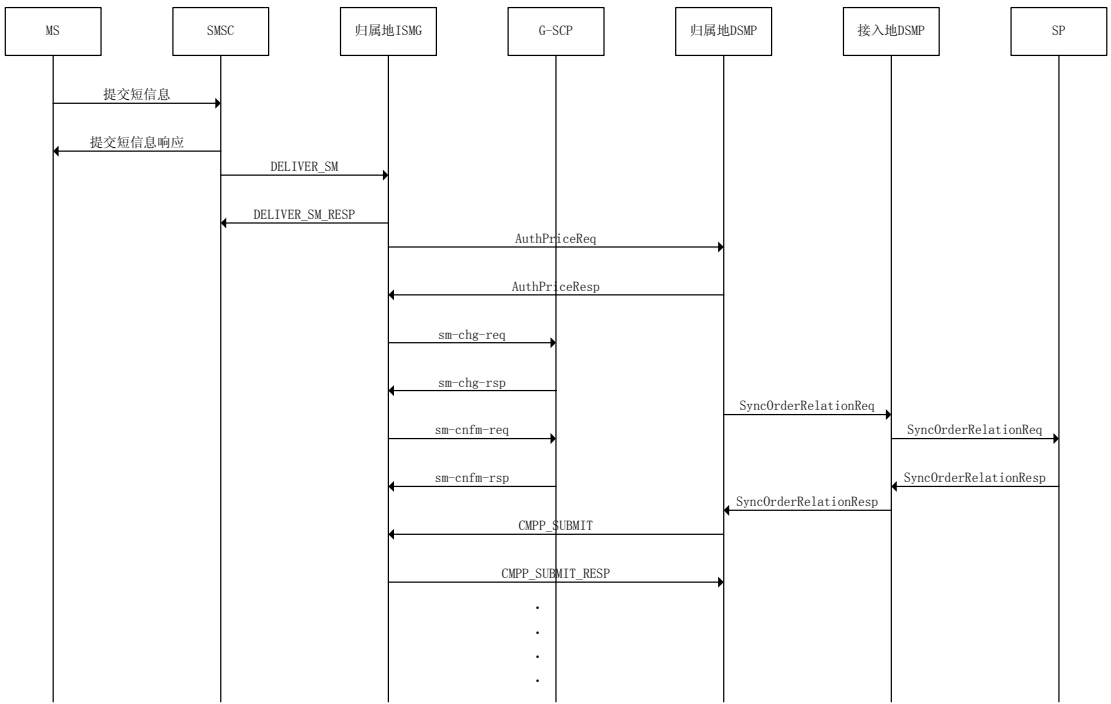 MS
SMSC
归属地ISMG
G-SCP
归属地DSMP
接入地DSMP
SP
提交短信息
提交短信息响应
DELIVER_SM
DELIVER_SM_RESP
AuthPriceReq
AuthPriceResp
sm-chg-req
sm-chg-rsp
SyncOrderRelationReq
sm-cnfm-req
SyncOrderRelationReq
sm-cnfm-rsp
SyncOrderRelationResp
SyncOrderRelationResp
CMPP_SUBMIT
CMPP_SUBMIT_RESP